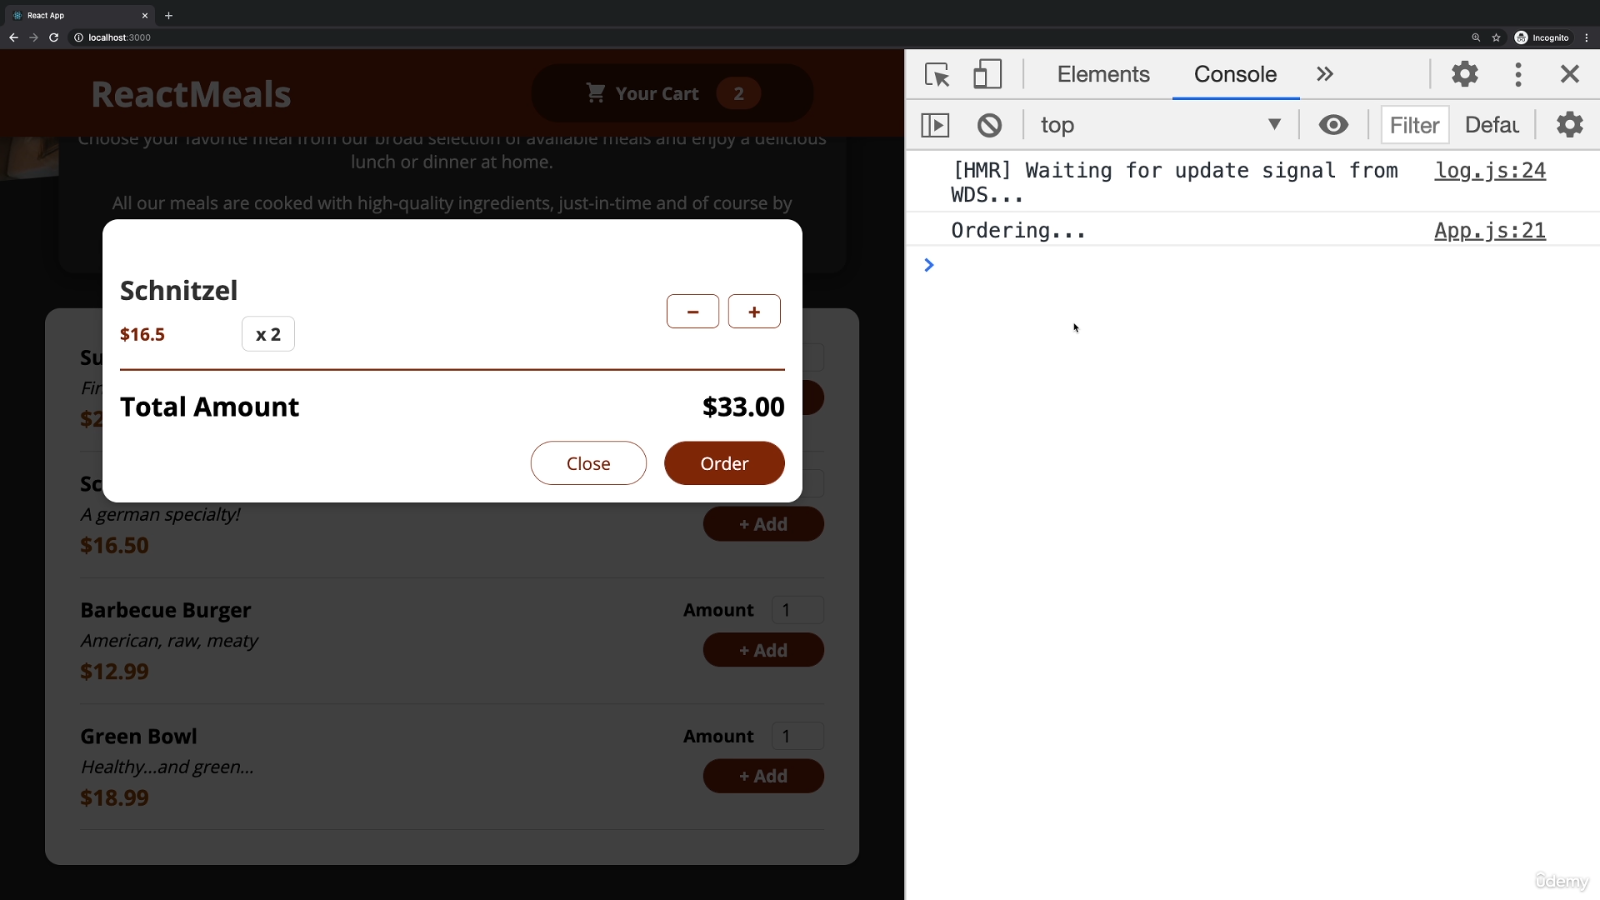 React App
localhost:3000
Incognito
ReactMeals
Your Cart 2
Choose your favorite meal from our broad selection of available meals and enjoy a delicious
lunch or dinner at home.
All our meals are cooked with high-quality ingredients, just-in-time and of course by
Schnitzel
$16.5 x 2
− +
Total Amount $33.00
Close Order
Su
Fin
$2
Sc
A german specialty!
$16.50
+ Add
Barbecue Burger
American, raw, meaty
$12.99
Amount 1
+ Add
Green Bowl
Healthy...and green...
$18.99
Amount 1
+ Add
Elements Console
top Filter Defau
[HMR] Waiting for update signal from log.js:24
WDS...
Ordering... App.js:21
ûdemy